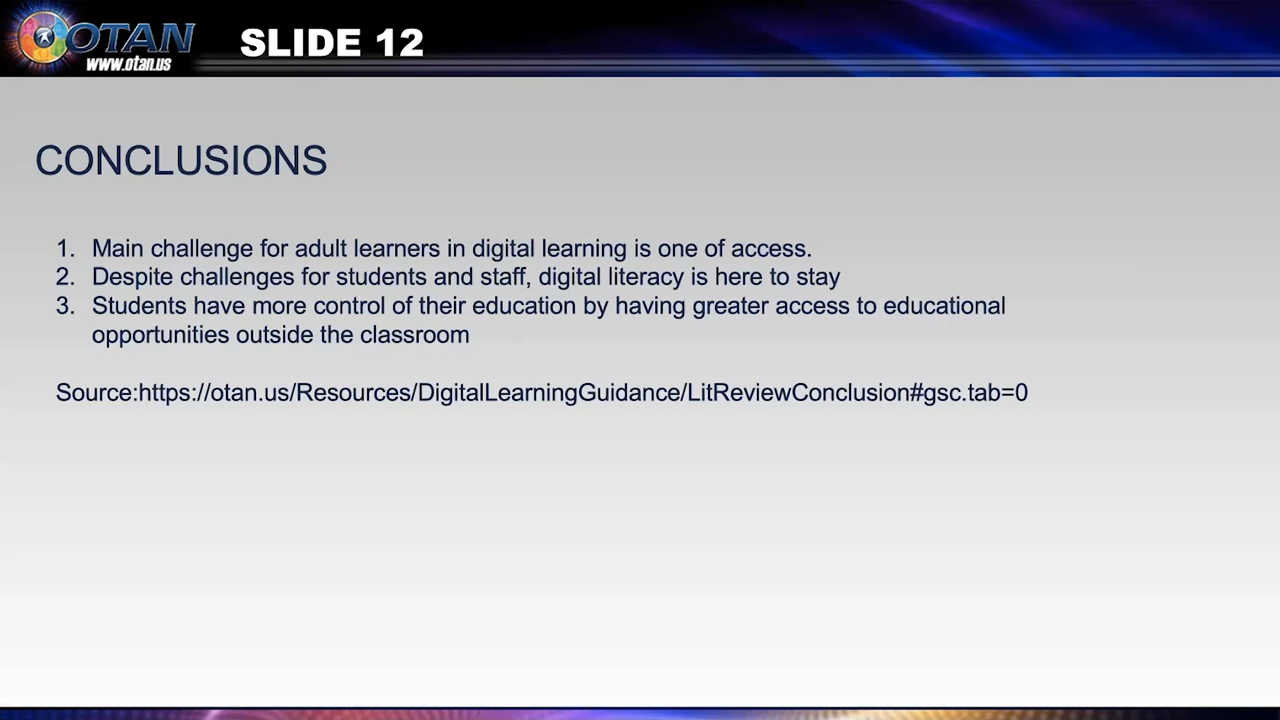 OTAN
www.otan.us
SLIDE 12
CONCLUSIONS
1. Main challenge for adult learners in digital learning is one of access.
2. Despite challenges for students and staff, digital literacy is here to stay
3. Students have more control of their education by having greater access to educational
opportunities outside the classroom
Source:https://otan.us/Resources/DigitalLearningGuidance/LitReviewConclusion#gsc.tab=0